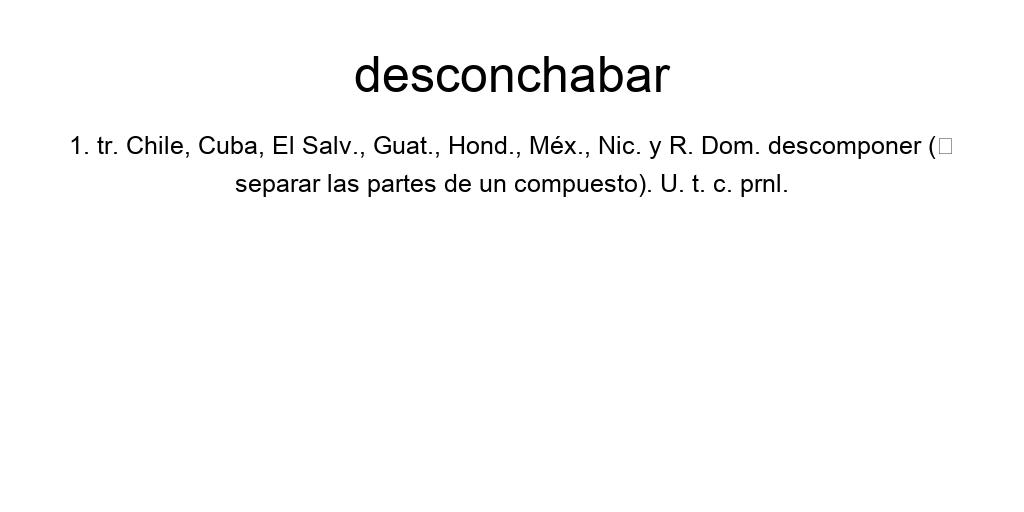 desconchabar
1. tr. Chile, Cuba, El Salv., Guat., Hond., Méx., Nic. y R. Dom. descomponer (□
separar las partes de un compuesto). U. t. c. prnl.